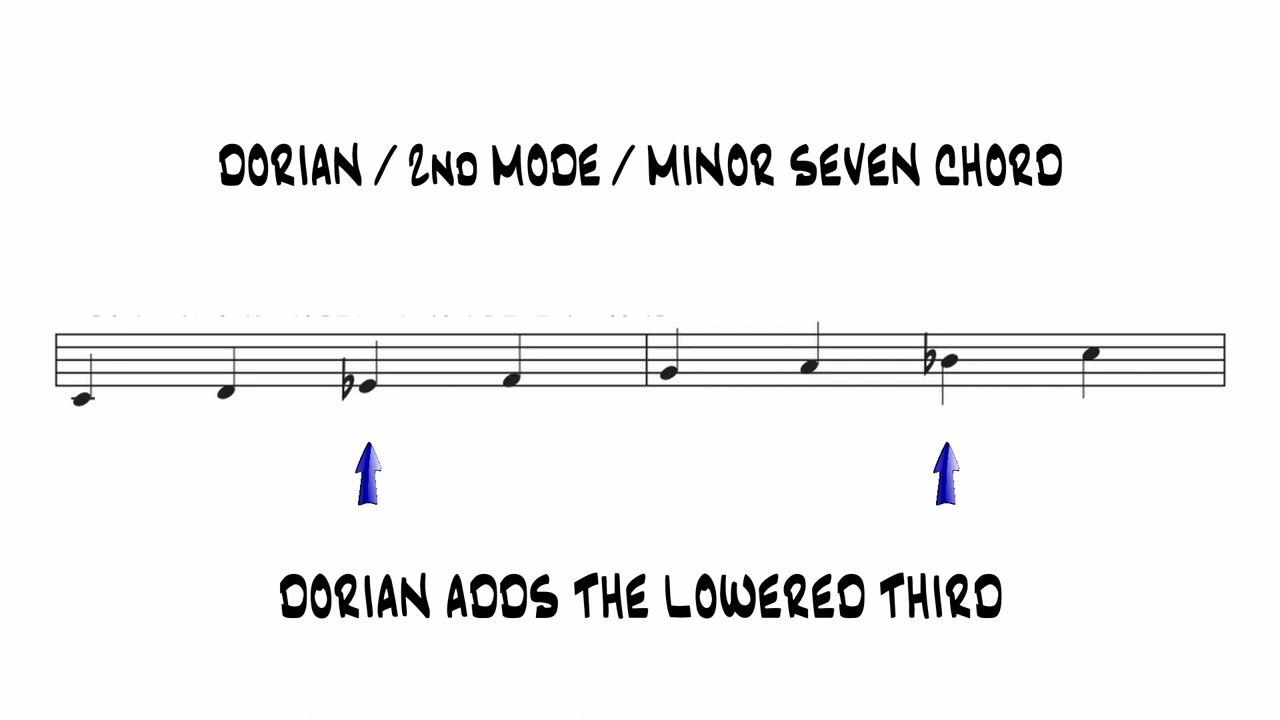 DORIAN / 2ND MODE / MINOR SEVEN CHORD
DORIAN ADDS THE LOWERED THIRD